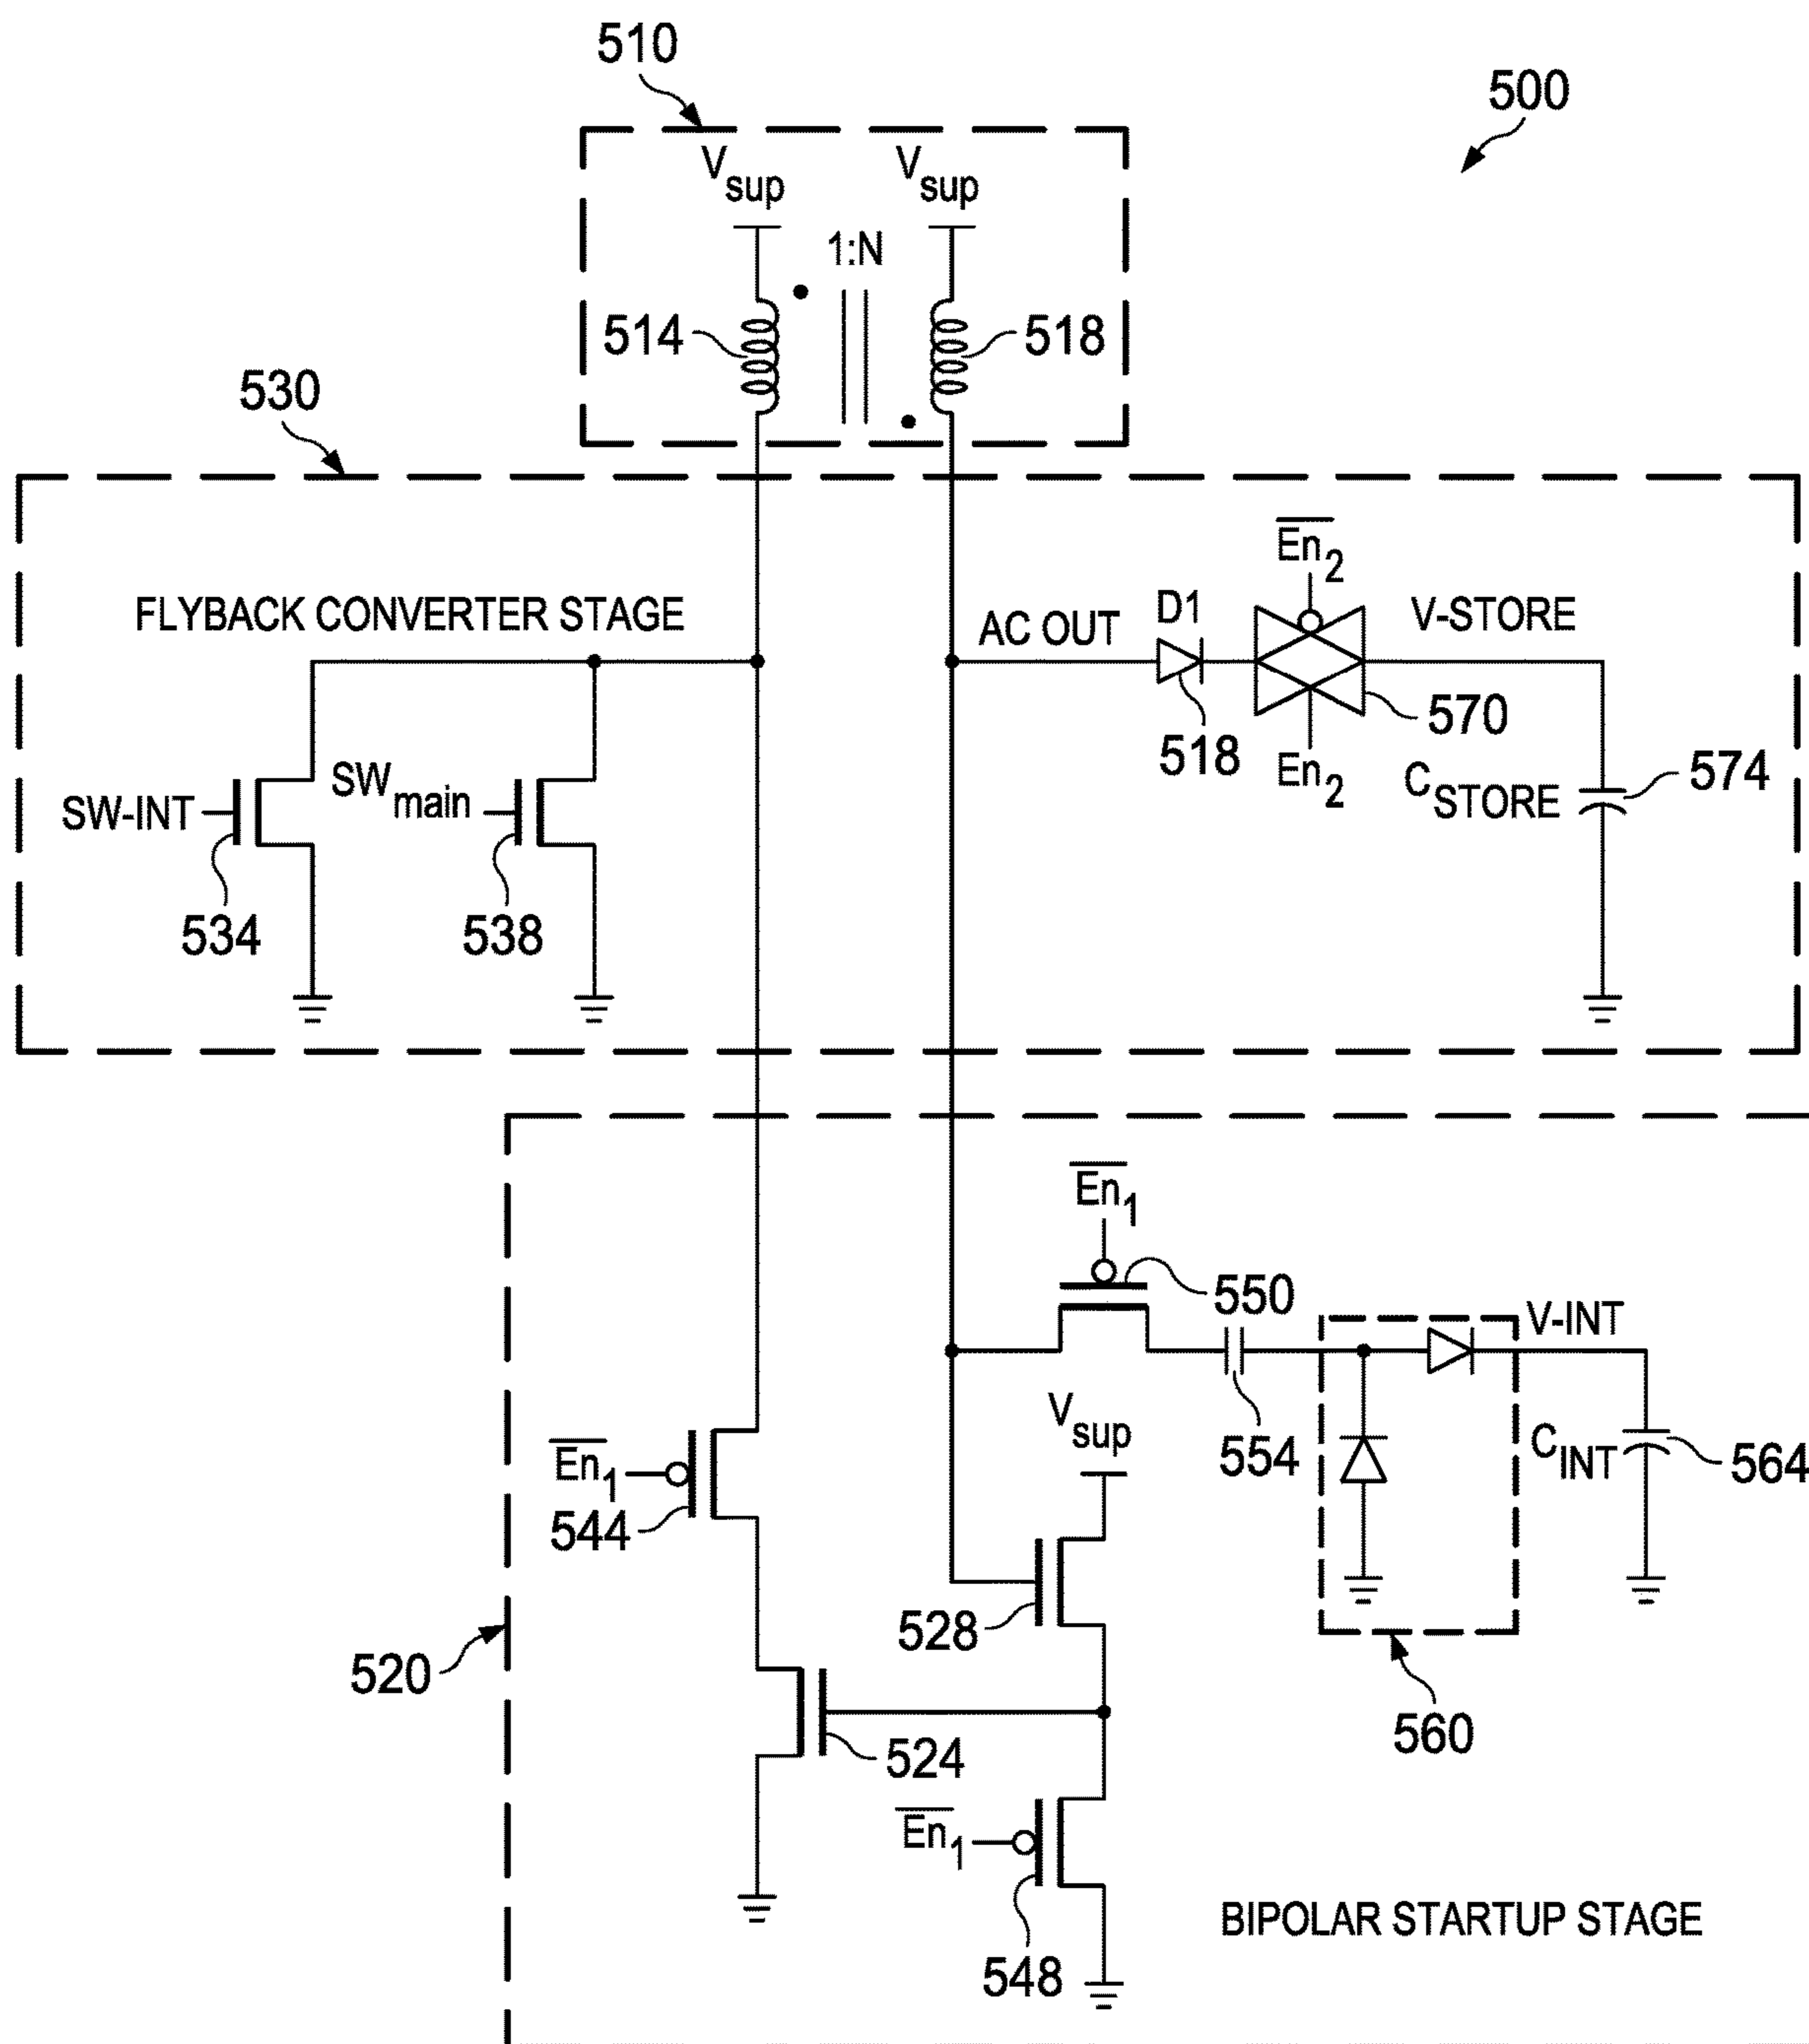 510
500
Vsup
Vsup
1:N
514
518
530
FLYBACK CONVERTER STAGE
AC OUT
D1
En2
V-STORE
518
En2
570
CSTORE
574
SW-INT
SWmain
534
538
En1
550
V-INT
554
Vsup
CINT
564
En1
544
528
520
524
560
En1
548
BIPOLAR STARTUP STAGE